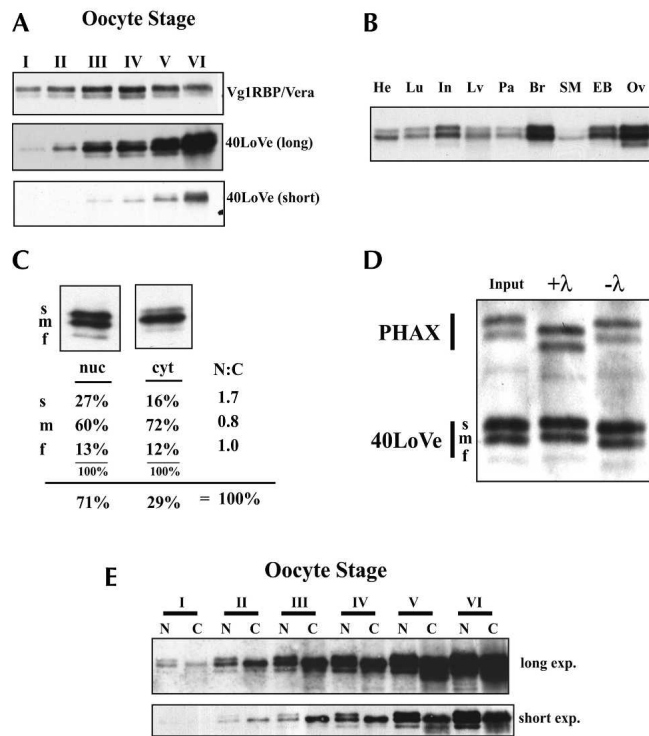 A
Oocyte Stage
I II III IV V VI
Vg1RBP/Vera
40LoVe (long)
40LoVe (short)
B
He Lu In Lv Pa Br SM EB Ov
C
s
m
f
nuc cyt N:C
s 27% 16% 1.7
m 60% 72% 0.8
f 13% 12% 1.0
100% 100%
71% 29% = 100%
D
Input +λ -λ
PHAX
40LoVe
s
m
f
E
Oocyte Stage
I II III IV V VI
N C N C N C N C N C N C
long exp.
short exp.